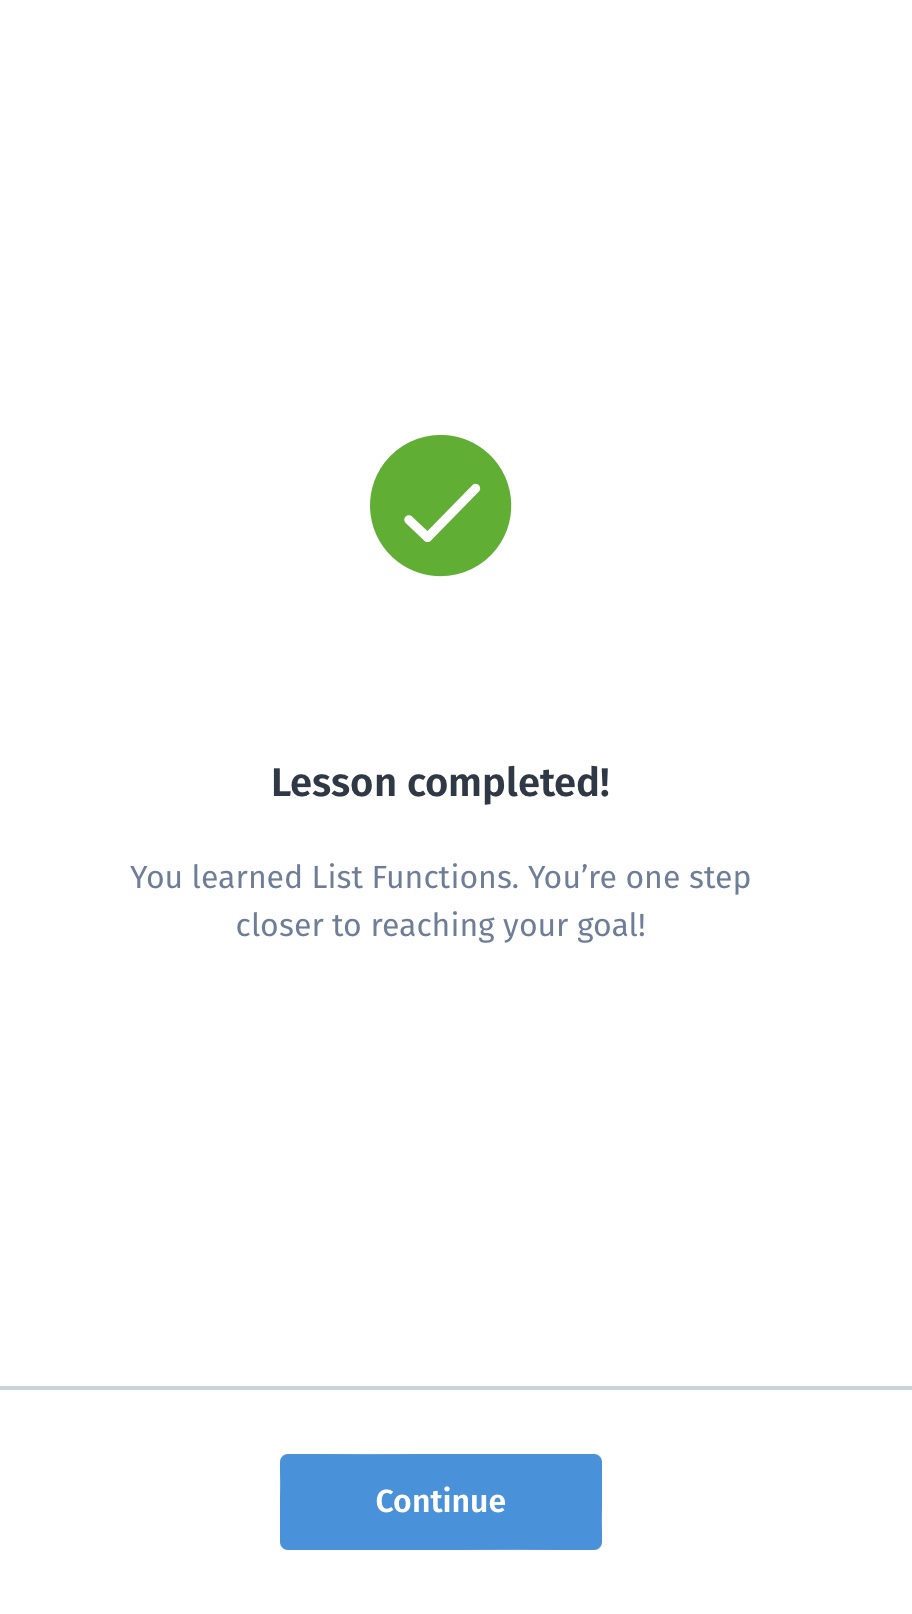 Lesson completed!
You learned List Functions. You’re one step
closer to reaching your goal!
Continue